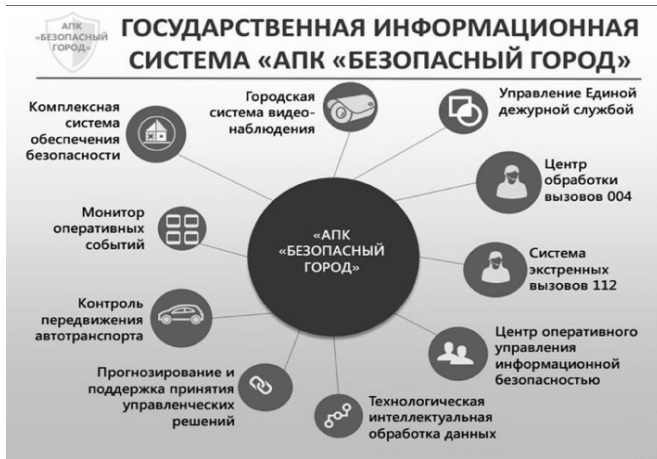 АПК
«БЕЗОПАСНЫЙ
ГОРОД»
ГОСУДАРСТВЕННАЯ ИНФОРМАЦИОННАЯ
СИСТЕМА «АПК «БЕЗОПАСНЫЙ ГОРОД»
Комплексная
система
обеспечения
безопасности
Городская
система видео-
наблюдения
Управление Единой
дежурной службой
Центр
обработки
вызовов 004
Монитор
оперативных
событий
«АПК
«БЕЗОПАСНЫЙ
ГОРОД»
Система
экстренных
вызовов 112
Контроль
передвижения
автотранспорта
Центр оперативного
управления
информационной
безопасностью
Прогнозирование и
поддержка принятия
управленческих
решений
Технологическая
интеллектуальная
обработка данных